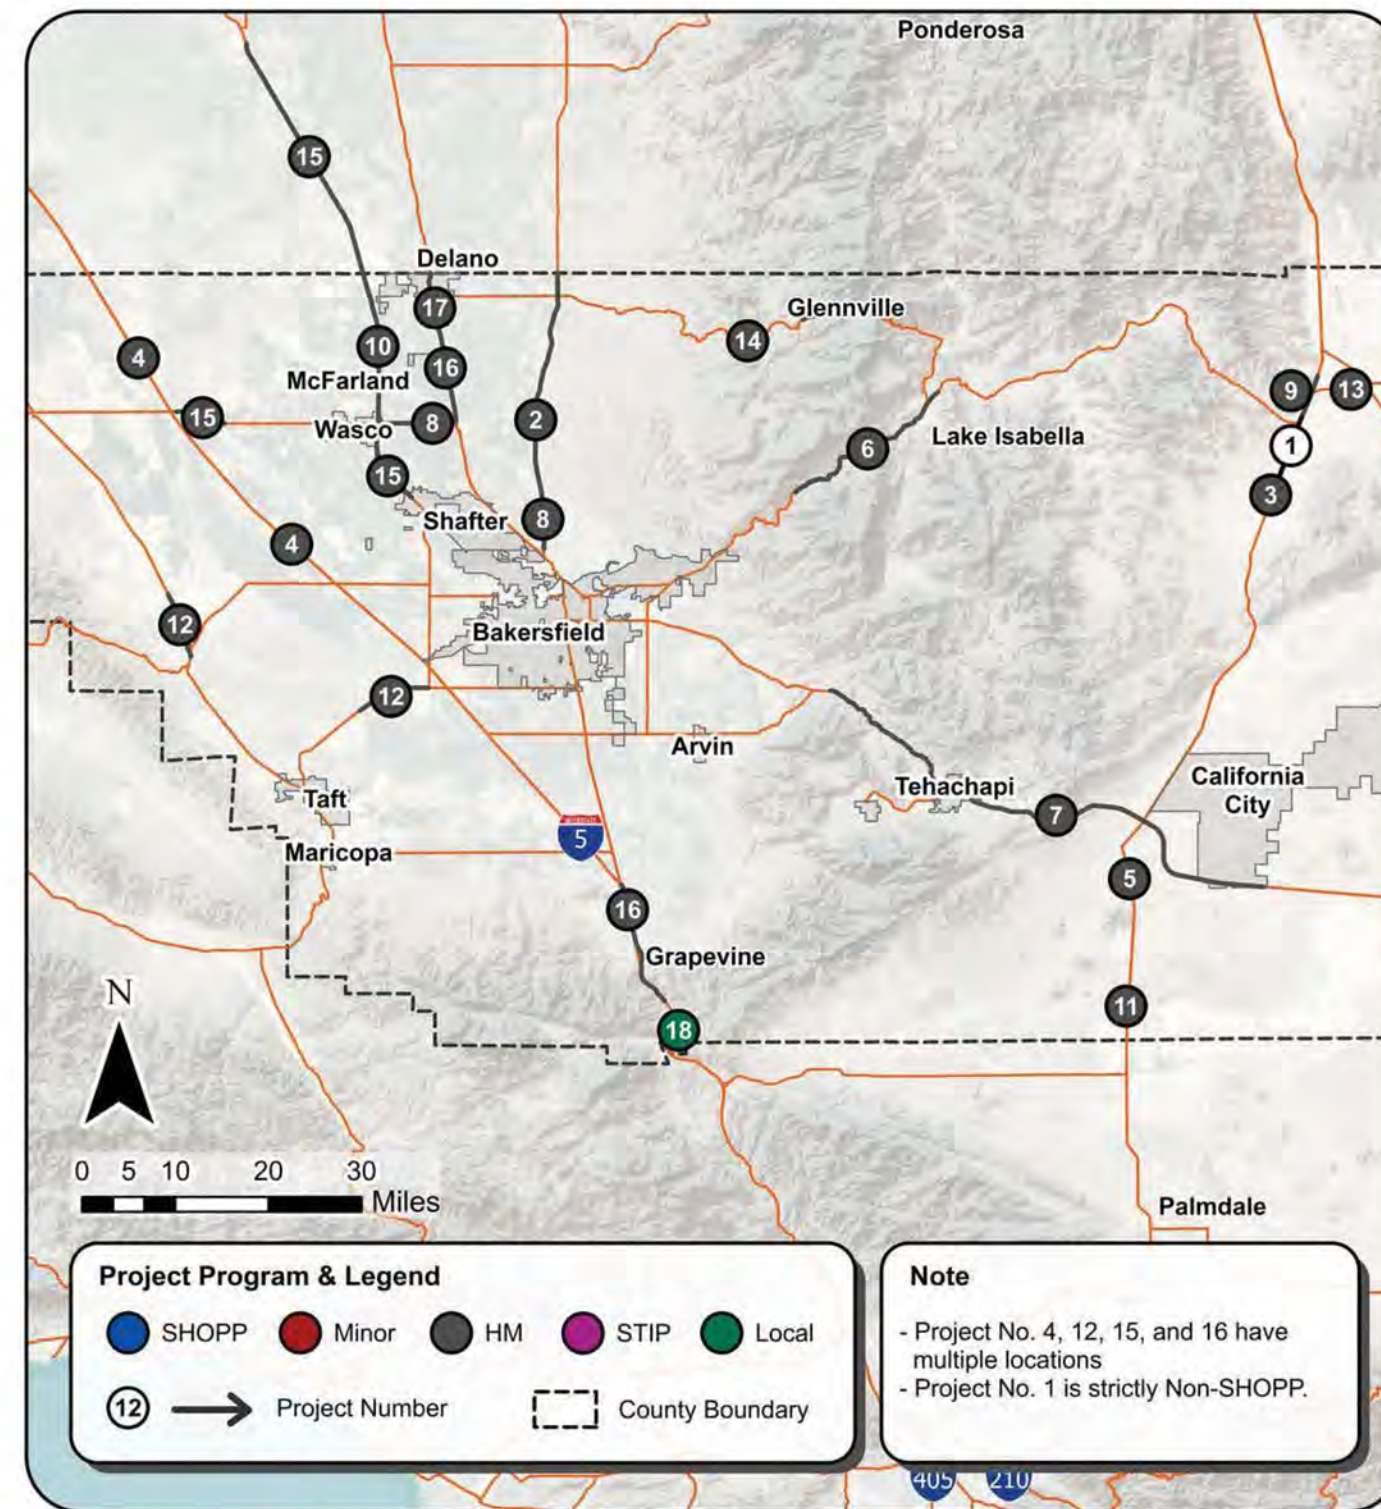 Ponderosa
15
Delano
17
Glennville
14
10
4
McFarland
16
9
13
15
Wasco
8
2
6
Lake Isabella
1
15
3
Shafter
8
4
12
Bakersfield
12
Arvin
Tehachapi
California
City
Taft
7
5
Maricopa
5
16
Grapevine
N
11
18
0 5 10 20 30
Miles
Palmdale
Project Program & Legend
SHOPP Minor HM STIP Local
12 Project Number County Boundary
Note
- Project No. 4, 12, 15, and 16 have
multiple locations
- Project No. 1 is strictly Non-SHOPP.
405 210